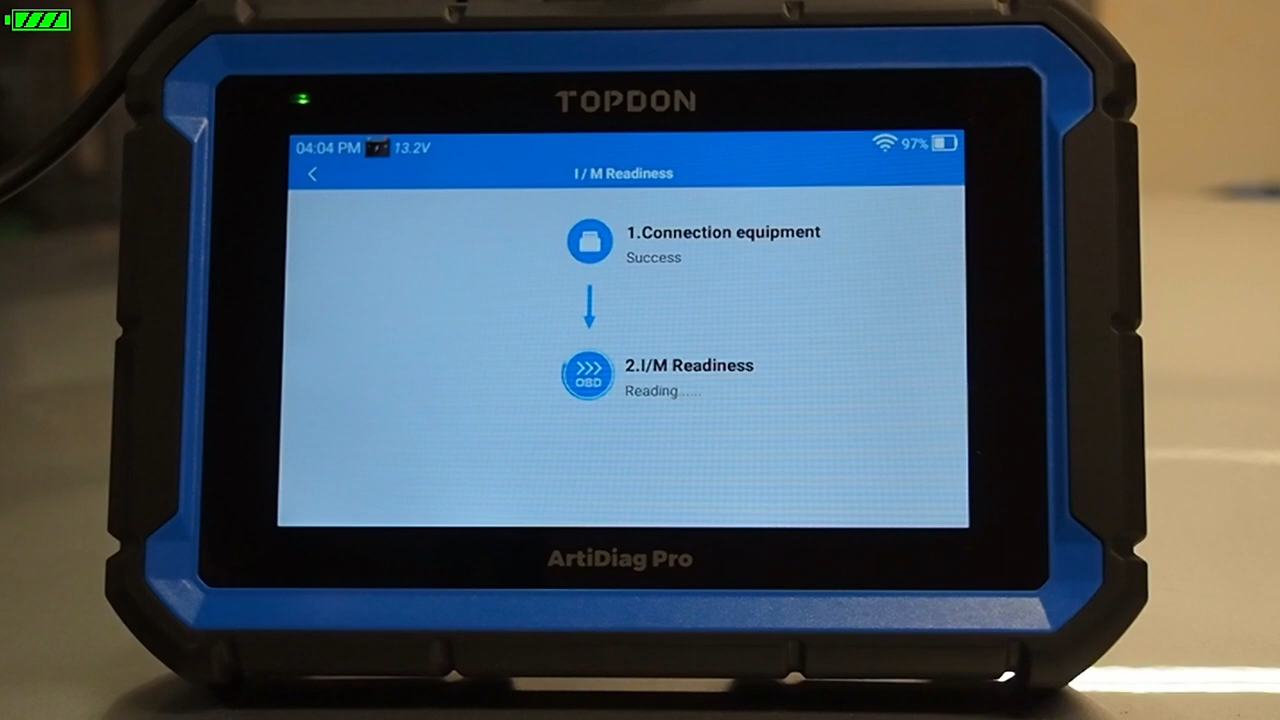 TOPDON
04:04 PM 13.2V 97%
I / M Readiness
1.Connection equipment
Success
2.I/M Readiness
OBD
Reading......
ArtiDiag Pro